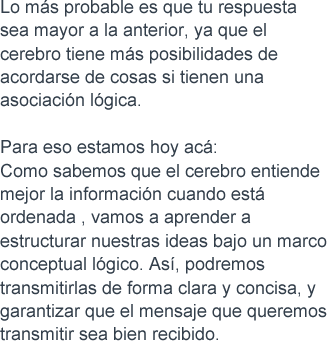 Lo más probable es que tu respuesta
sea mayor a la anterior, ya que el
cerebro tiene más posibilidades de
acordarse de cosas si tienen una
asociación lógica.

Para eso estamos hoy acá:
Como sabemos que el cerebro entiende
mejor la información cuando está
ordenada , vamos a aprender a
estructurar nuestras ideas bajo un marco
conceptual lógico. Así, podremos
transmitirlas de forma clara y concisa, y
garantizar que el mensaje que queremos
transmitir sea bien recibido.